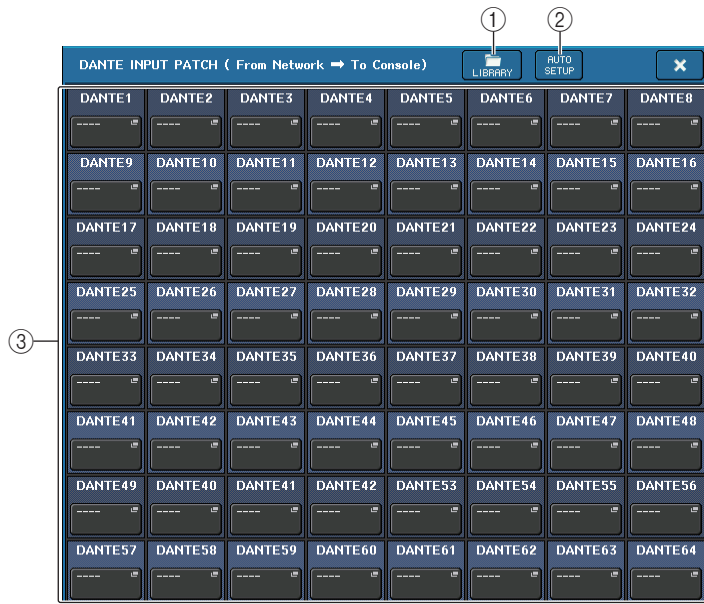 ① ②
DANTE INPUT PATCH ( From Network ➡ To Console) LIBRARY AUTO SETUP ×
DANTE1 DANTE2 DANTE3 DANTE4 DANTE5 DANTE6 DANTE7 DANTE8
---- ---- ---- ---- ---- ---- ---- ----
DANTE9 DANTE10 DANTE11 DANTE12 DANTE13 DANTE14 DANTE15 DANTE16
---- ---- ---- ---- ---- ---- ---- ----
DANTE17 DANTE18 DANTE19 DANTE20 DANTE21 DANTE22 DANTE23 DANTE24
---- ---- ---- ---- ---- ---- ---- ----
DANTE25 DANTE26 DANTE27 DANTE28 DANTE29 DANTE30 DANTE31 DANTE32
---- ---- ---- ---- ---- ---- ---- ----
③
DANTE33 DANTE34 DANTE35 DANTE36 DANTE37 DANTE38 DANTE39 DANTE40
---- ---- ---- ---- ---- ---- ---- ----
DANTE41 DANTE42 DANTE43 DANTE44 DANTE45 DANTE46 DANTE47 DANTE48
---- ---- ---- ---- ---- ---- ---- ----
DANTE49 DANTE40 DANTE41 DANTE42 DANTE53 DANTE54 DANTE55 DANTE56
---- ---- ---- ---- ---- ---- ---- ----
DANTE57 DANTE58 DANTE59 DANTE60 DANTE61 DANTE62 DANTE63 DANTE64
---- ---- ---- ---- ---- ---- ---- ----